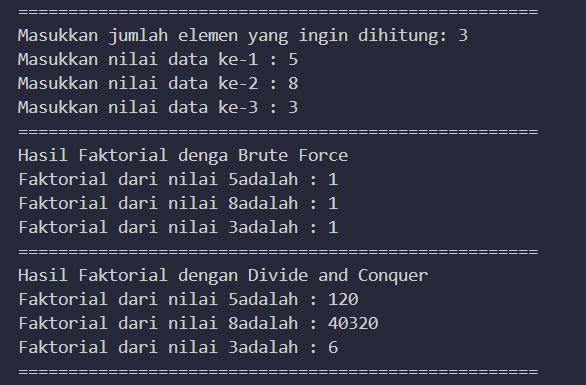 ====================================================
Masukkan jumlah elemen yang ingin dihitung: 3
Masukkan nilai data ke-1 : 5
Masukkan nilai data ke-2 : 8
Masukkan nilai data ke-3 : 3
====================================================
Hasil Faktorial denga Brute Force
Faktorial dari nilai 5adalah : 1
Faktorial dari nilai 8adalah : 1
Faktorial dari nilai 3adalah : 1
====================================================
Hasil Faktorial dengan Divide and Conquer
Faktorial dari nilai 5adalah : 120
Faktorial dari nilai 8adalah : 40320
Faktorial dari nilai 3adalah : 6
====================================================